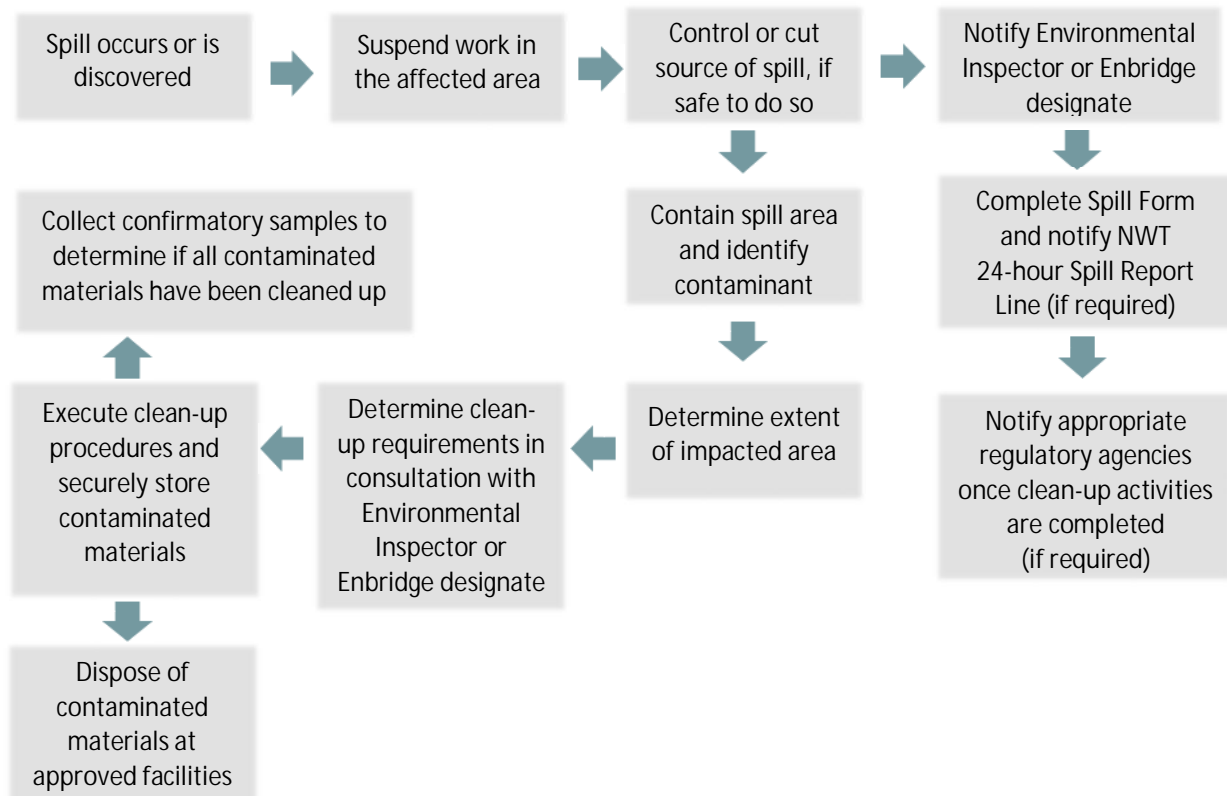 Spill occurs or is
discovered
Suspend work in
the affected area
Control or cut
source of spill, if
safe to do so
Notify Environmental
Inspector or Enbridge
designate
Collect confirmatory samples to
determine if all contaminated
materials have been cleaned up
Contain spill area
and identify
contaminant
Complete Spill Form
and notify NWT
24-hour Spill Report
Line (if required)
Execute clean-up
procedures and
securely store
contaminated
materials
Determine clean-
up requirements in
consultation with
Environmental
Inspector or
Enbridge designate
Determine extent
of impacted area
Notify appropriate
regulatory agencies
once clean-up activities
are completed
(if required)
Dispose of
contaminated
materials at
approved facilities